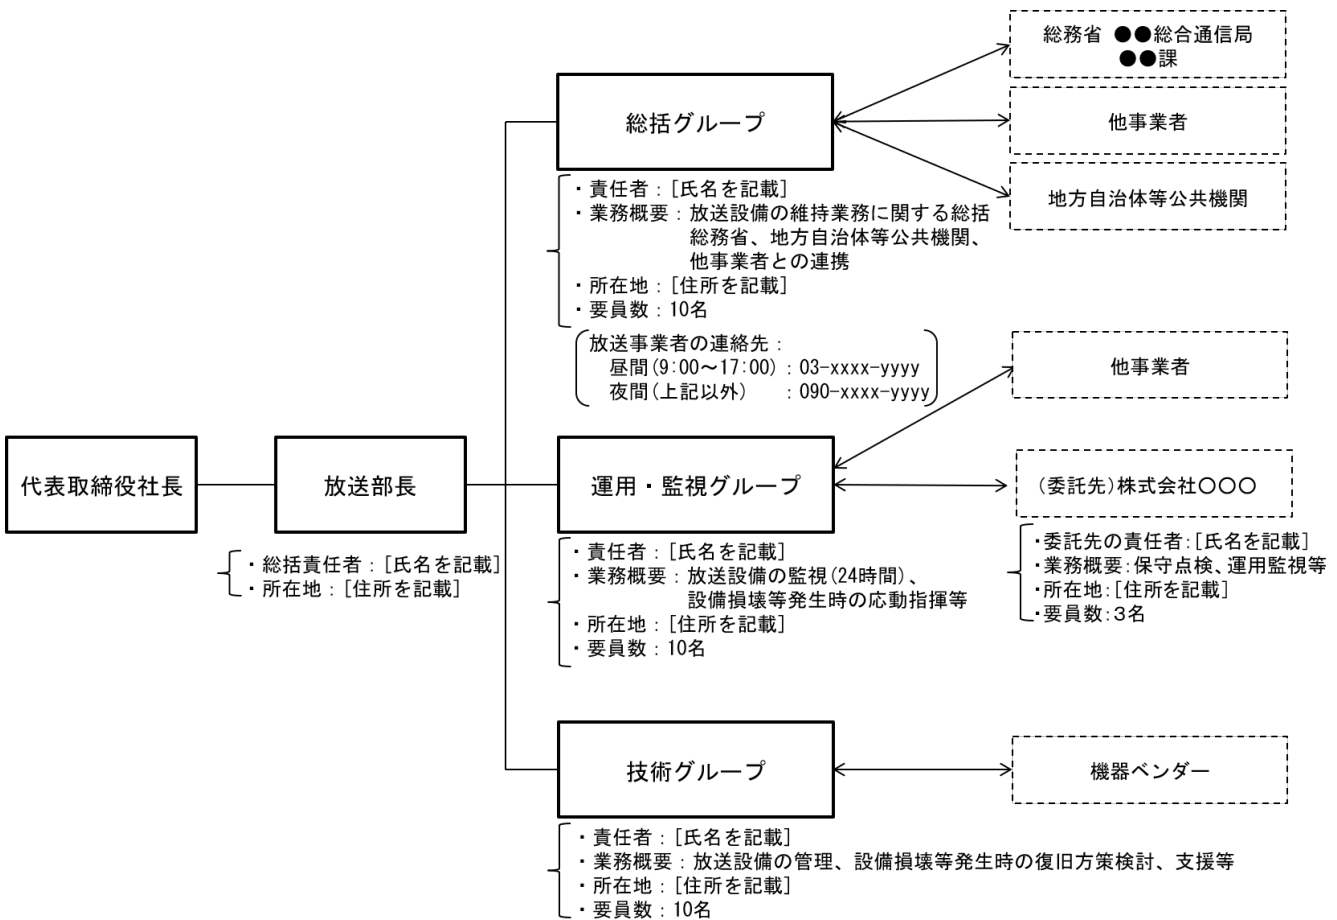 総務省 ●●総合通信局
●●課
総括グループ
他事業者
地方自治体等公共機関
・責任者：[氏名を記載]
・業務概要：放送設備の維持業務に関する総括
総務省、地方自治体等公共機関、
他事業者との連携
・所在地：[住所を記載]
・要員数：10名
放送事業者の連絡先：
昼間(9:00～17:00)：03-xxxx-yyyy
夜間(上記以外)　　：090-xxxx-yyyy
他事業者
代表取締役社長
放送部長
・総括責任者：[氏名を記載]
・所在地：[住所を記載]
運用・監視グループ
(委託先)株式会社○○○
・責任者：[氏名を記載]
・業務概要：放送設備の監視(24時間)、
設備損壊等発生時の応動指揮等
・所在地：[住所を記載]
・要員数：10名
・委託先の責任者：[氏名を記載]
・業務概要：保守点検、運用監視等
・所在地：[住所を記載]
・要員数：３名
技術グループ
機器ベンダー
・責任者：[氏名を記載]
・業務概要：放送設備の管理、設備損壊等発生時の復旧方策検討、支援等
・所在地：[住所を記載]
・要員数：10名